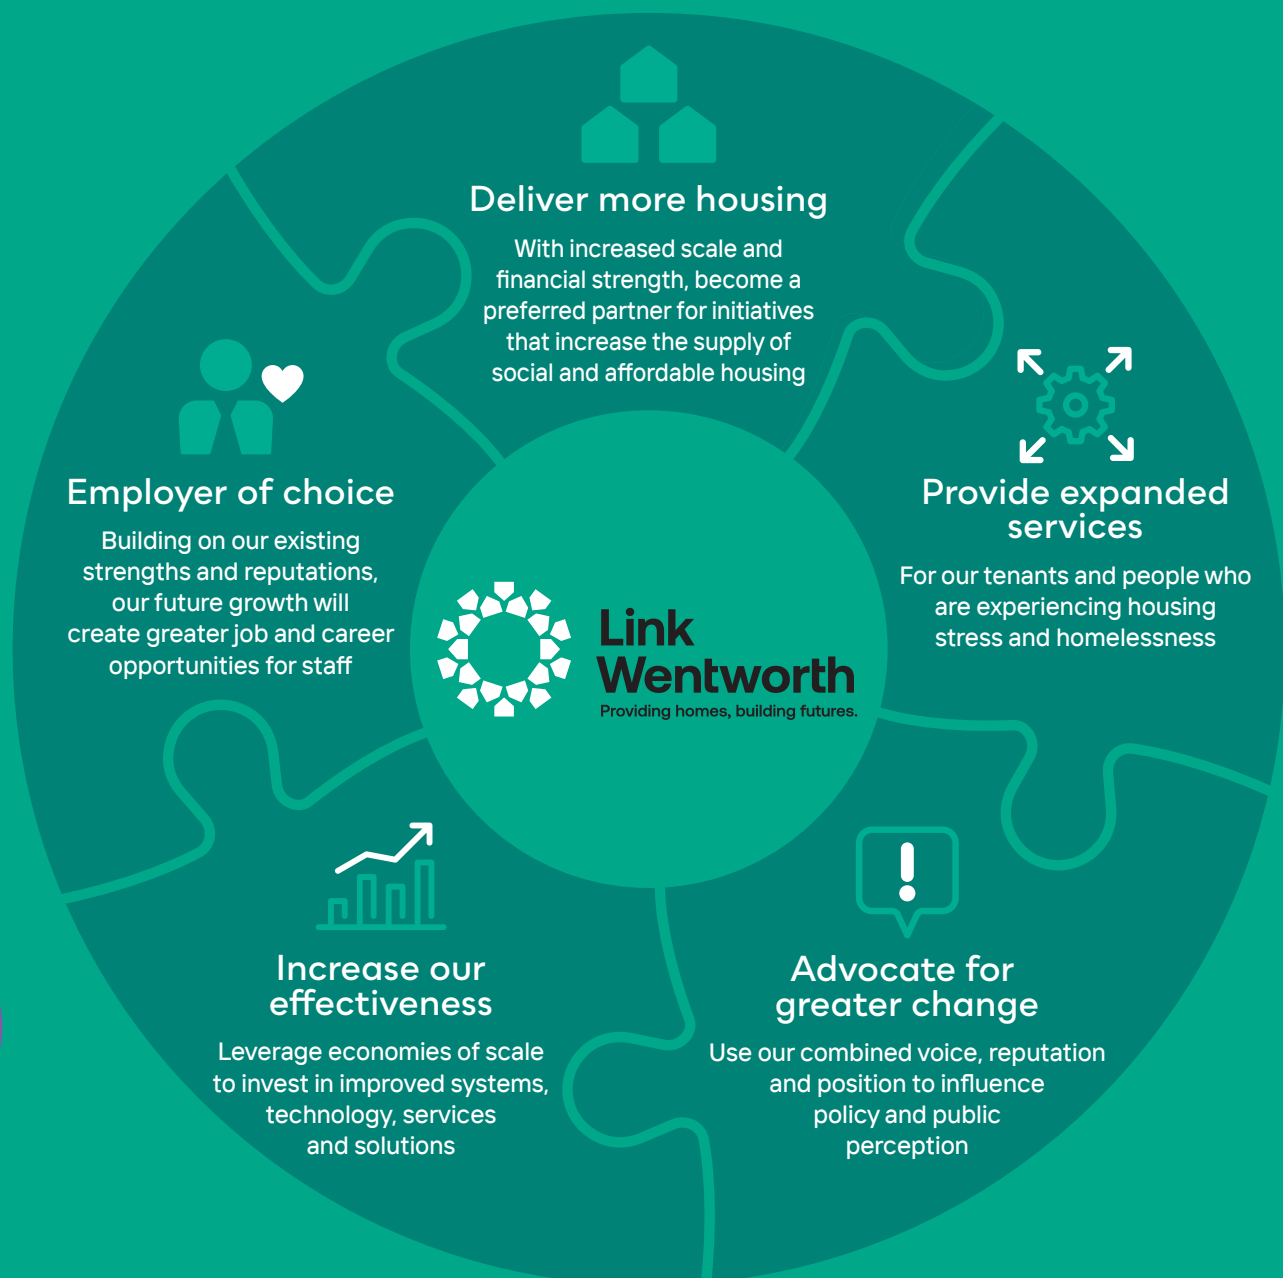 Deliver more housing
With increased scale and
financial strength, become a
preferred partner for initiatives
that increase the supply of
social and affordable housing
Provide expanded
services
For our tenants and people who
are experiencing housing
stress and homelessness
Advocate for
greater change
Use our combined voice, reputation
and position to influence
policy and public
perception
Increase our
effectiveness
Leverage economies of scale
to invest in improved systems,
technology, services
and solutions
Employer of choice
Building on our existing
strengths and reputations,
our future growth will
create greater job and career
opportunities for staff
Link
Wentworth
Providing homes, building futures.